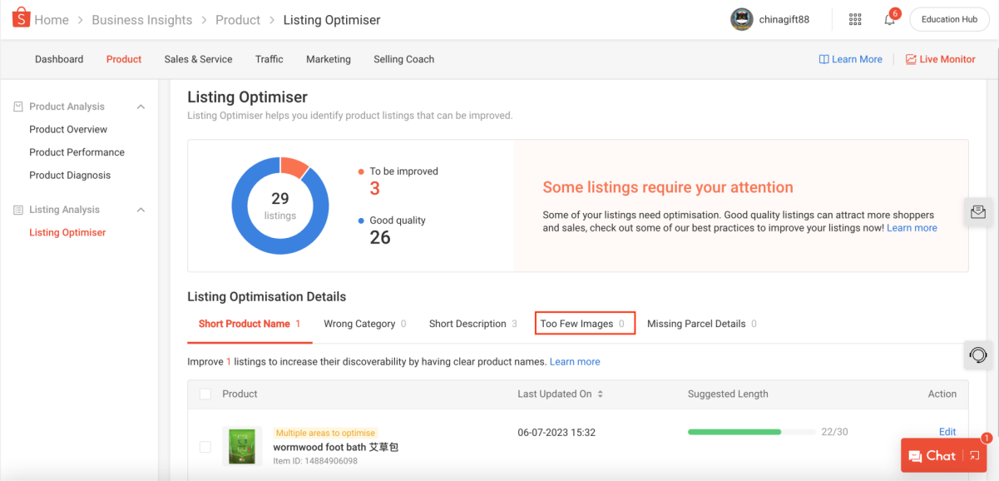 Home > Business Insights > Product > Listing Optimiser
chinagift88
6
Education Hub
Dashboard Product Sales & Service Traffic Marketing Selling Coach
Learn More
Live Monitor
Product Analysis
Product Overview
Product Performance
Product Diagnosis
Listing Analysis
Listing Optimiser
Listing Optimiser
Listing Optimiser helps you identify product listings that can be improved.
29
listings
To be improved
3
Good quality
26
Some listings require your attention
Some of your listings need optimisation. Good quality listings can attract more shoppers
and sales, check out some of our best practices to improve your listings now! Learn more
Listing Optimisation Details
Short Product Name 1 Wrong Category 0 Short Description 3 Too Few Images 0 Missing Parcel Details 0
Improve 1 listings to increase their discoverability by having clear product names. Learn more
Product Last Updated On Suggested Length Action
Multiple areas to optimise
wormwood foot bath 艾草包
Item ID: 14884906098
06-07-2023 15:32
22/30
Edit
Chat
1